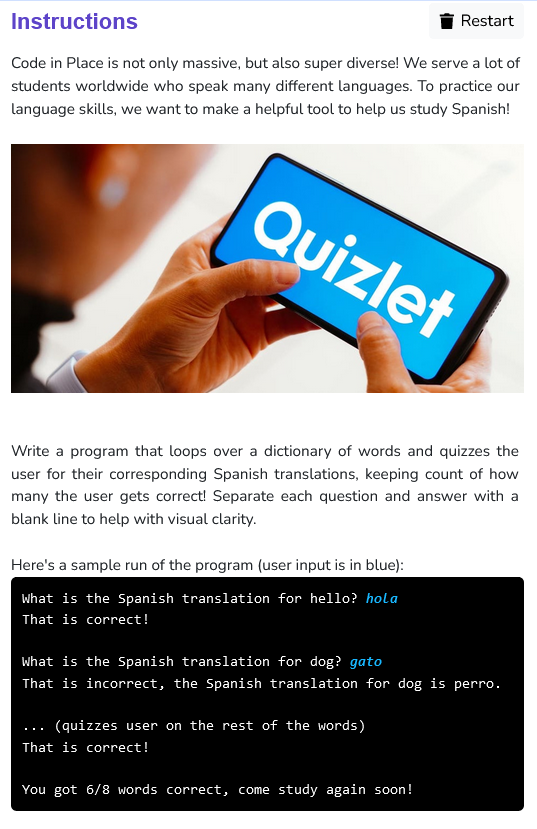 Instructions
Restart
Code in Place is not only massive, but also super diverse! We serve a lot of
students worldwide who speak many different languages. To practice our
language skills, we want to make a helpful tool to help us study Spanish!
Quizlet
Write a program that loops over a dictionary of words and quizzes the
user for their corresponding Spanish translations, keeping count of how
many the user gets correct! Separate each question and answer with a
blank line to help with visual clarity.
Here's a sample run of the program (user input is in blue):
What is the Spanish translation for hello? hola
That is correct!
What is the Spanish translation for dog? gato
That is incorrect, the Spanish translation for dog is perro.
... (quizzes user on the rest of the words)
That is correct!
You got 6/8 words correct, come study again soon!